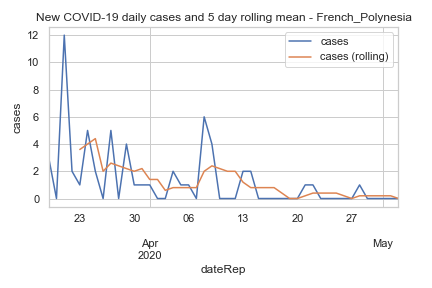 New COVID-19 daily cases and 5 day rolling mean - French_Polynesia
cases
cases (rolling)
12
10
8
6
4
2
0
cases
23
30
06
13
20
27
Apr
2020
May
dateRep